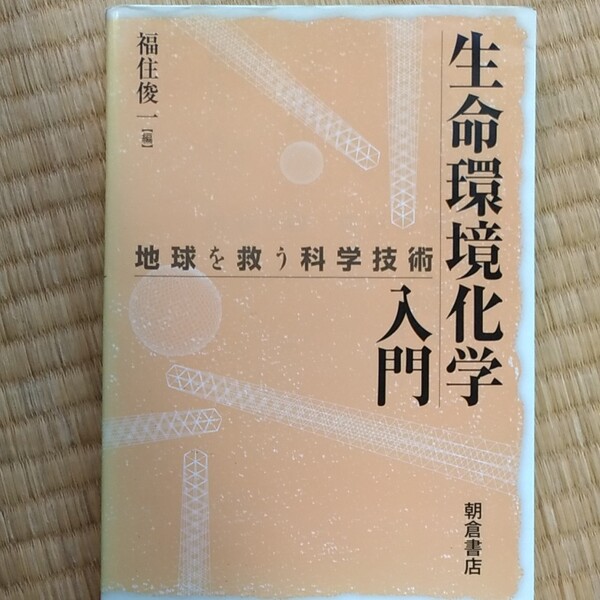 生命環境化学
入門
地球を救う科学技術
福住俊一[編]
朝倉書店